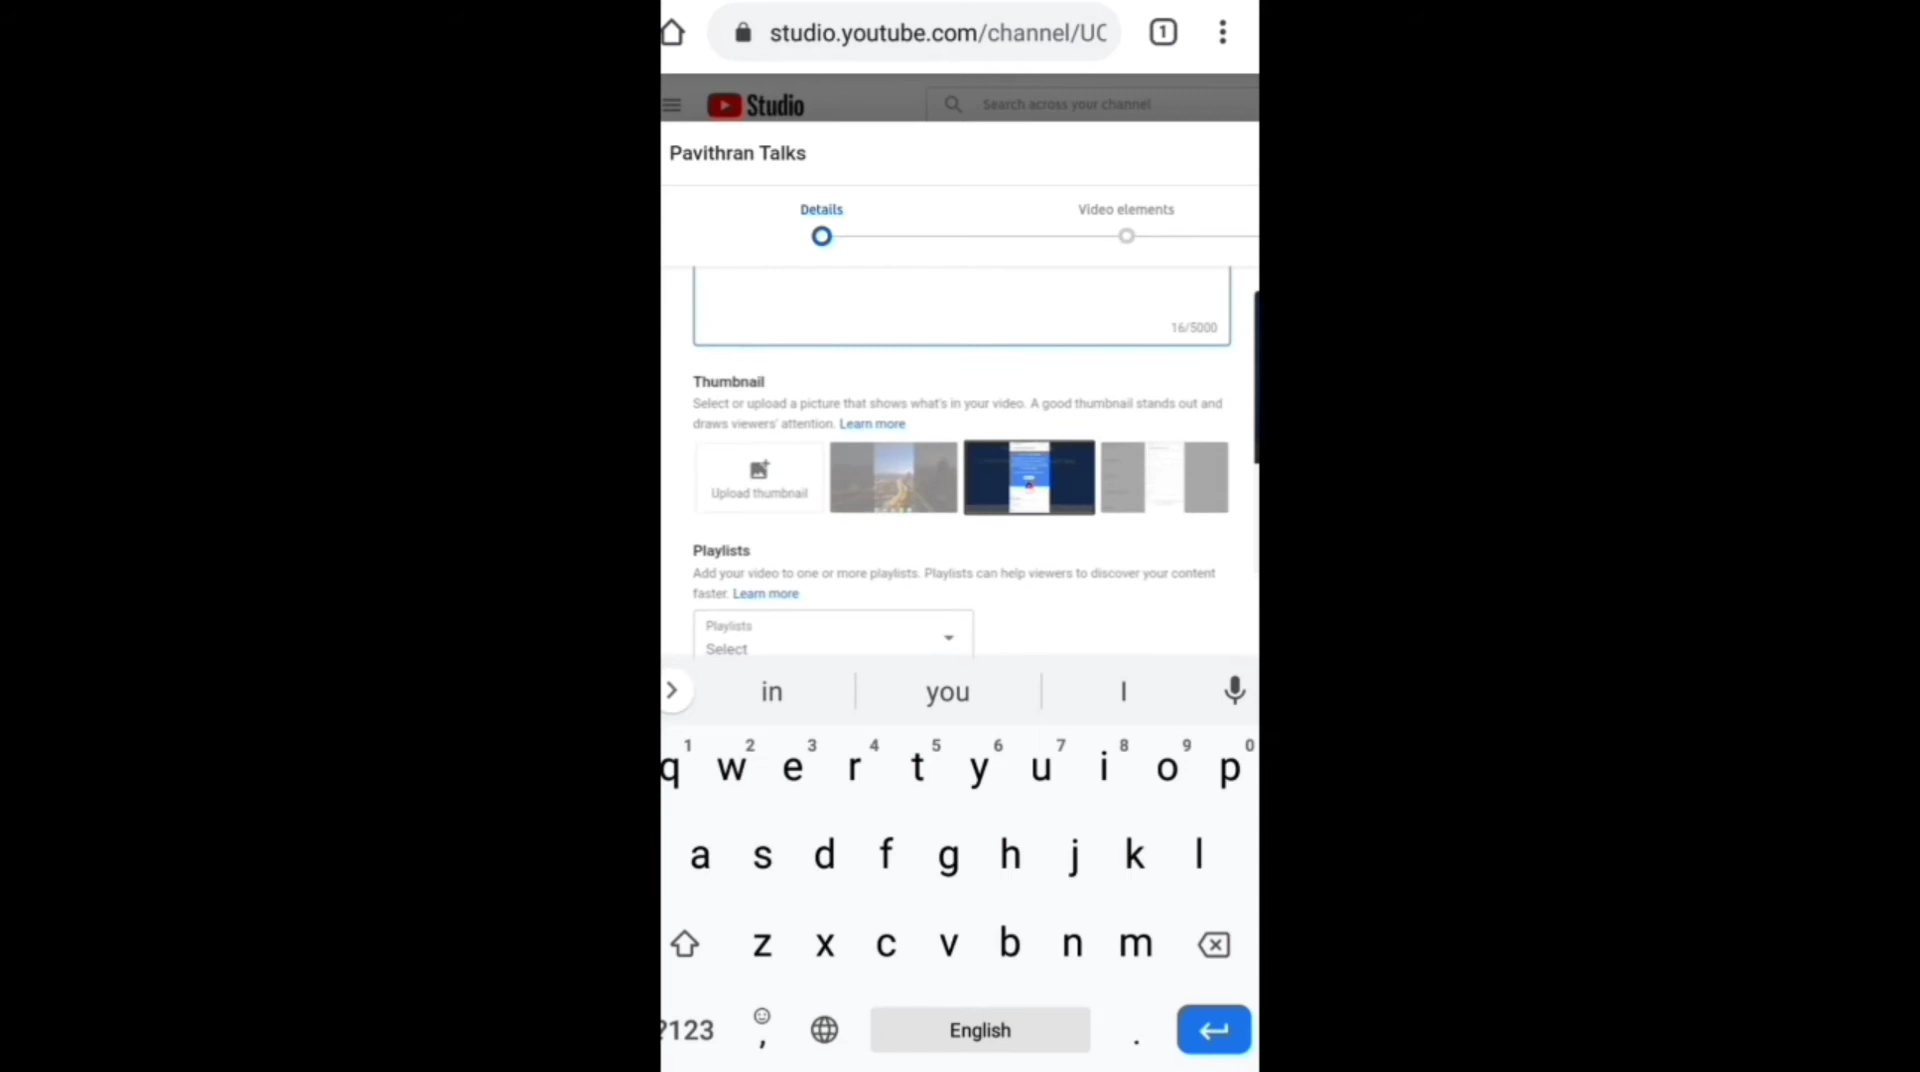 studio.youtube.com/channel/UC
1
Studio
Search across your channel
Pavithran Talks
Details
Video elements
16/5000
Thumbnail
Select or upload a picture that shows what's in your video. A good thumbnail stands out and
draws viewers' attention. Learn more
Upload thumbnail
Playlists
Add your video to one or more playlists. Playlists can help viewers to discover your content
faster. Learn more
Playlists
Select
in you I
1 2 3 4 5 6 7 8 9 0
q w e r t y u i o p
a s d f g h j k l
z x c v b n m
?123 , English .